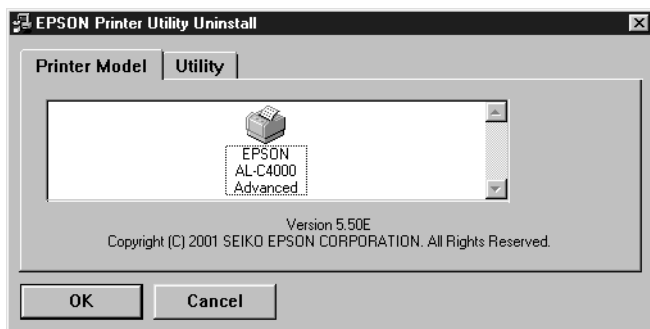 EPSON Printer Utility Uninstall
Printer Model
Utility
EPSON
AL-C4000
Advanced
Version 5.50E
Copyright (C) 2001 SEIKO EPSON CORPORATION. All Rights Reserved.
OK
Cancel